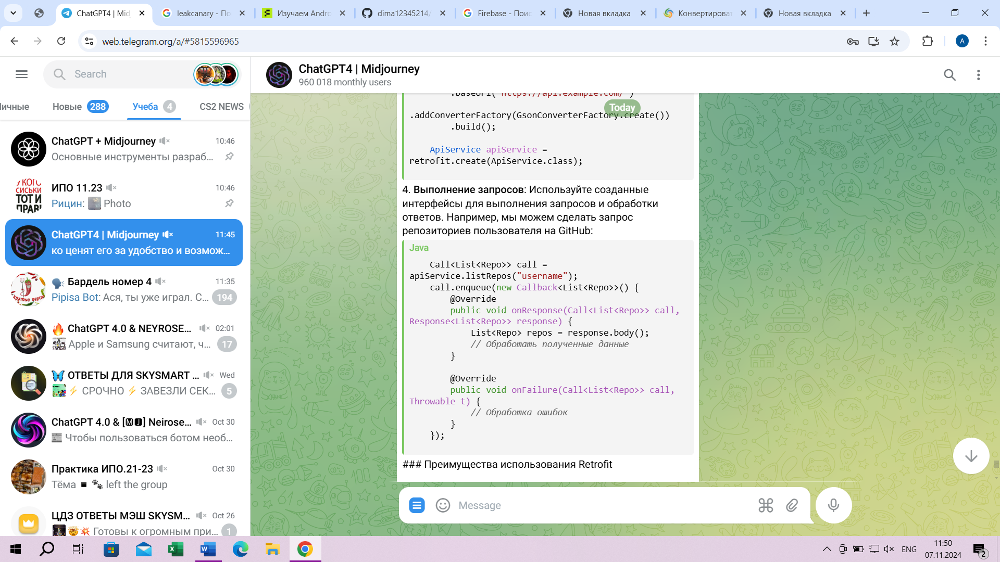 ChatGPT4 | Mid
leakcanary - По
Изучаем Andro
dima12345214/
Firebase - Поис
Новая вкладка
Конвертироват
Новая вкладка
web.telegram.org/a/#5815596965
A
Search
ичные
Новые 288
Учеба 4
CS2 NEWS
ChatGPT + Midjourney 10:46
Основные инструменты разраб...
ИПО 11.23 10:46
Рицин: Photo
ChatGPT4 | Midjourney 11:45
ко ценят его за удобство и возмож...
Бардель номер 4 11:35
Pipisa Bot: Ася, ты уже играл. С... 194
ChatGPT 4.0 & NEYROSE... 02:01
Apple и Samsung считают, ч... 17
ОТВЕТЫ ДЛЯ SKYSMART ... Wed
СРОЧНО ⚡ ЗАВЕЗЛИ СЕК... 5
ChatGPT 4.0 & [MJ] Neirose... Oct 30
Чтобы пользоваться ботом необ...
Практика ИПО.21-23 Oct 30
Тёма left the group
ЦДЗ ОТВЕТЫ МЭШ SKYSM... Oct 26
Готовы к огромным при... 1
ChatGPT4 | Midjourney
960 018 monthly users
.baseUrl("https://api.example.com/")
Today
.addConverterFactory(GsonConverterFactory.create())
.build();
ApiService apiService =
retrofit.create(ApiService.class);
4. Выполнение запросов: Используйте созданные
интерфейсы для выполнения запросов и обработки
ответов. Например, мы можем сделать запрос
репозиториев пользователя на GitHub:
Java
Call<List<Repo>> call =
apiService.listRepos("username");
call.enqueue(new Callback<List<Repo>>() {
@Override
public void onResponse(Call<List<Repo>> call,
Response<List<Repo>> response) {
List<Repo> repos = response.body();
// Обработать полученные данные
}
@Override
public void onFailure(Call<List<Repo>> call,
Throwable t) {
// Обработка ошибок
}
});
### Преимущества использования Retrofit
Message
ENG
11:50
07.11.2024
2